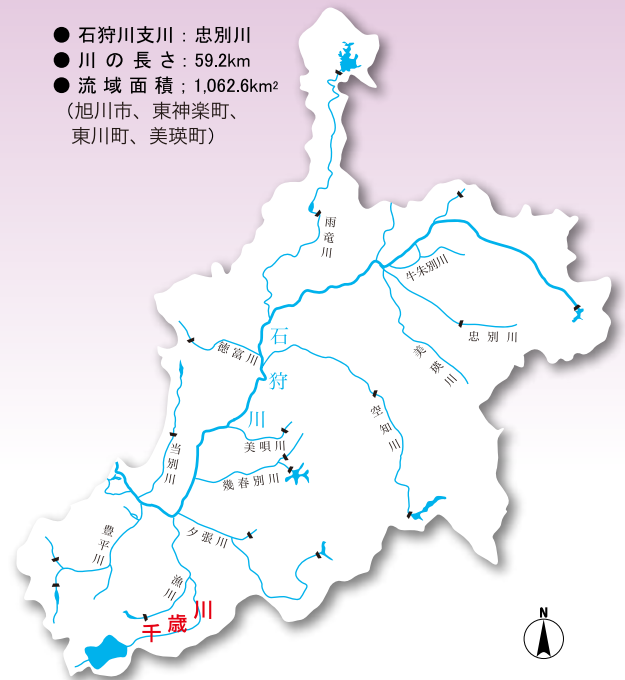 ● 石狩川支川：忠別川
● 川の長さ：59.2km
● 流域面積；1,062.6km²
（旭川市、東神楽町、
東川町、美瑛町）
雨竜川
牛朱別川
忠別川
美瑛川
徳富川
石狩川
空知川
当別川
美唄川
幾春別川
夕張川
豊平川
漁川
千歳川
N